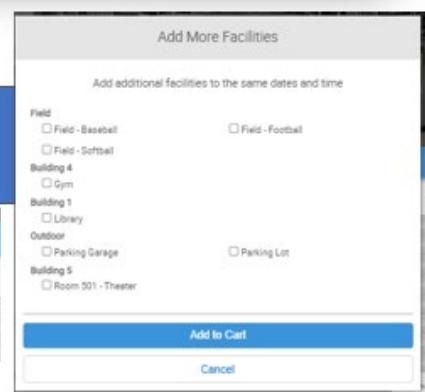 Add More Facilities
Add additional facilities to the same dates and time
Field
Field - Baseball Field - Football
Field - Softball
Building 4
Gym
Building 1
Library
Outdoor
Parking Garage Parking Lot
Building 5
Room 501 - Theater
Add to Cart
Cancel